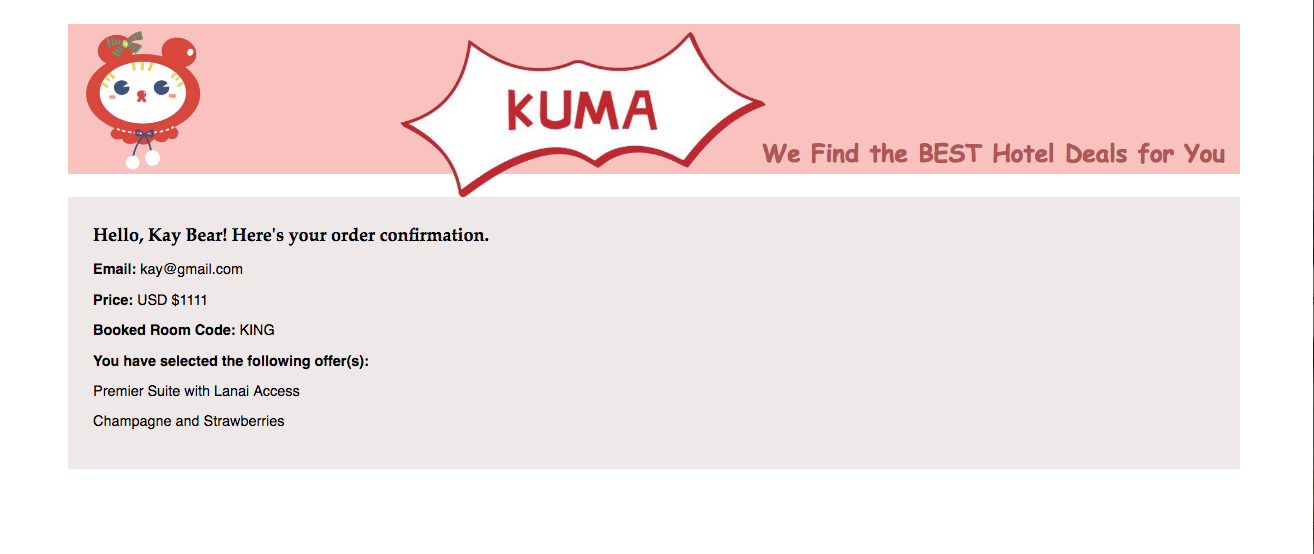 KUMA
We Find the BEST Hotel Deals for You
Hello, Kay Bear! Here's your order confirmation.
Email: kay@gmail.com
Price: USD $1111
Booked Room Code: KING
You have selected the following offer(s):
Premier Suite with Lanai Access
Champagne and Strawberries